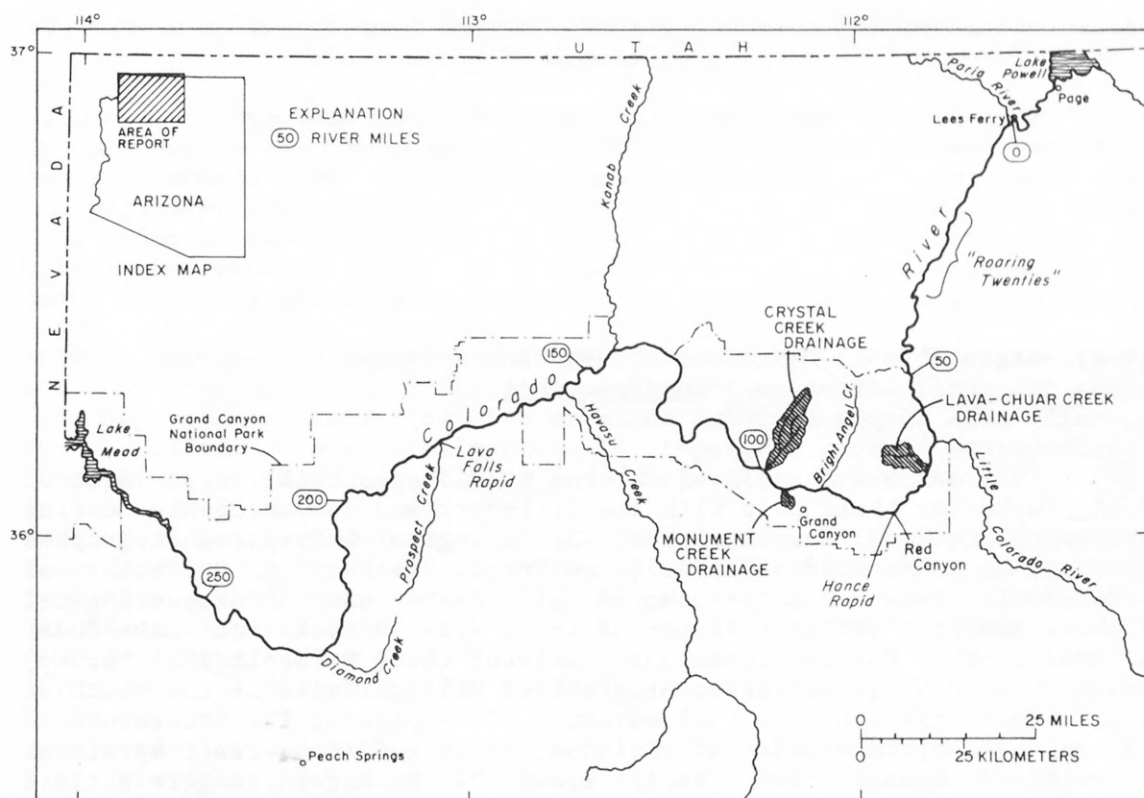 114°
113°
112°
37°
36°
UTAH
NEVADA
AREA OF
REPORT
ARIZONA
INDEX MAP
EXPLANATION
50 RIVER MILES
Kanab Creek
Paria River
Lake
Powell
Page
Lees Ferry
0
River
"Roaring
Twenties"
CRYSTAL
CREEK
DRAINAGE
50
LAVA-CHUAR CREEK
DRAINAGE
Bright Angel Cr.
150
Colorado
100
Havasu Creek
Lava
Falls
Rapid
Grand Canyon
National Park
Boundary
Lake
Mead
200
Prospect Creek
250
Diamond Creek
Peach Springs
MONUMENT
CREEK
DRAINAGE
Grand
Canyon
Red
Canyon
Hance
Rapid
Little
Colorado River
0 25 MILES
0 25 KILOMETERS